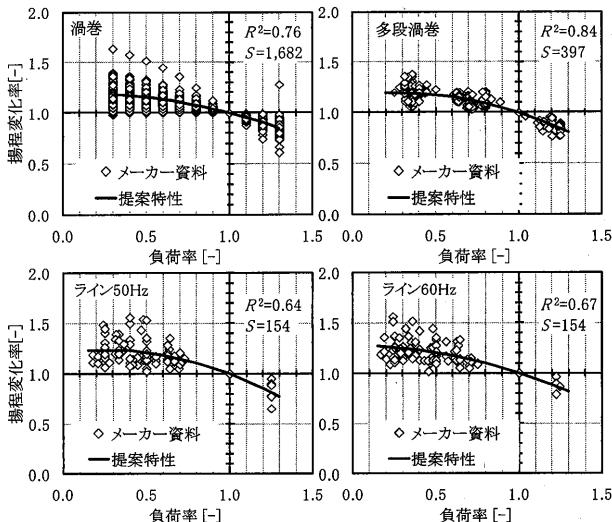 渦巻
R²=0.76
S=1,682
揚程変化率[-]
2.0
1.5
1.0
0.5
0.0
◇ メーカー資料
提案特性
0.0 0.5 1.0 1.5
負荷率 [-]
多段渦巻
R²=0.84
S=397
2.0
1.5
1.0
0.5
0.0
◇ メーカー資料
提案特性
0.0 0.5 1.0 1.5
負荷率 [-]
ライン50Hz
R²=0.64
S=154
揚程変化率[-]
2.0
1.5
1.0
0.5
0.0
◇ メーカー資料
提案特性
0.0 0.5 1.0 1.5
負荷率 [-]
ライン60Hz
R²=0.67
S=154
2.0
1.5
1.0
0.5
0.0
◇ メーカー資料
提案特性
0.0 0.5 1.0 1.5
負荷率 [-]